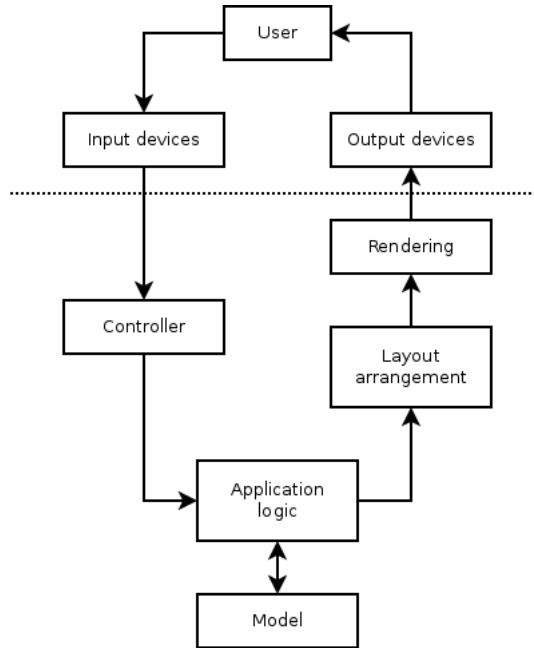 User
Input devices
Output devices
Rendering
Controller
Layout
arrangement
Application
logic
Model